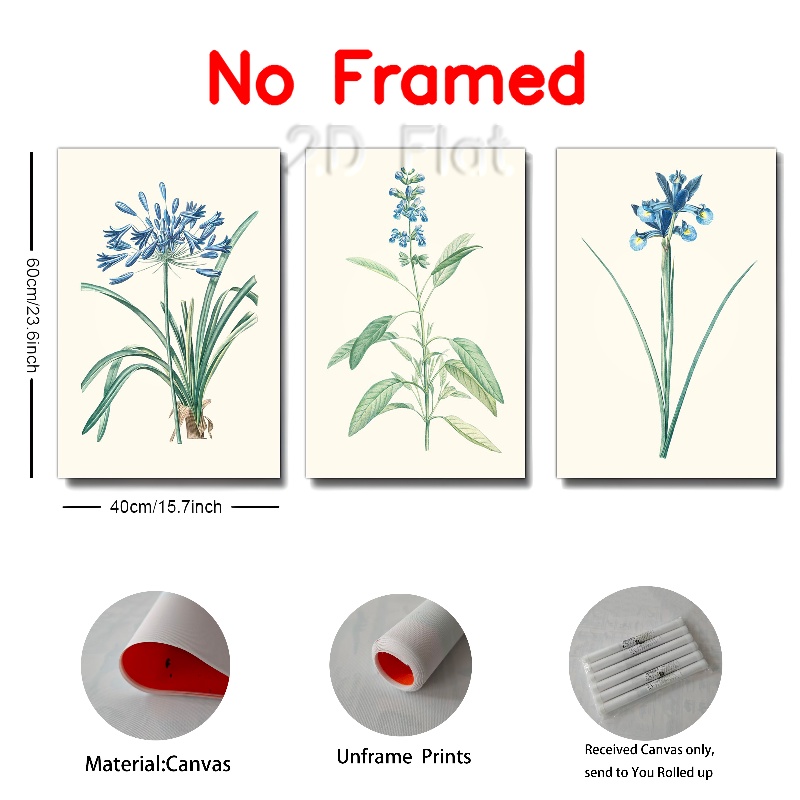 No Framed
2D Flat
60cm/23.6inch
40cm/15.7inch
Material:Canvas
Unframe Prints
Received Canvas only,
send to You Rolled up